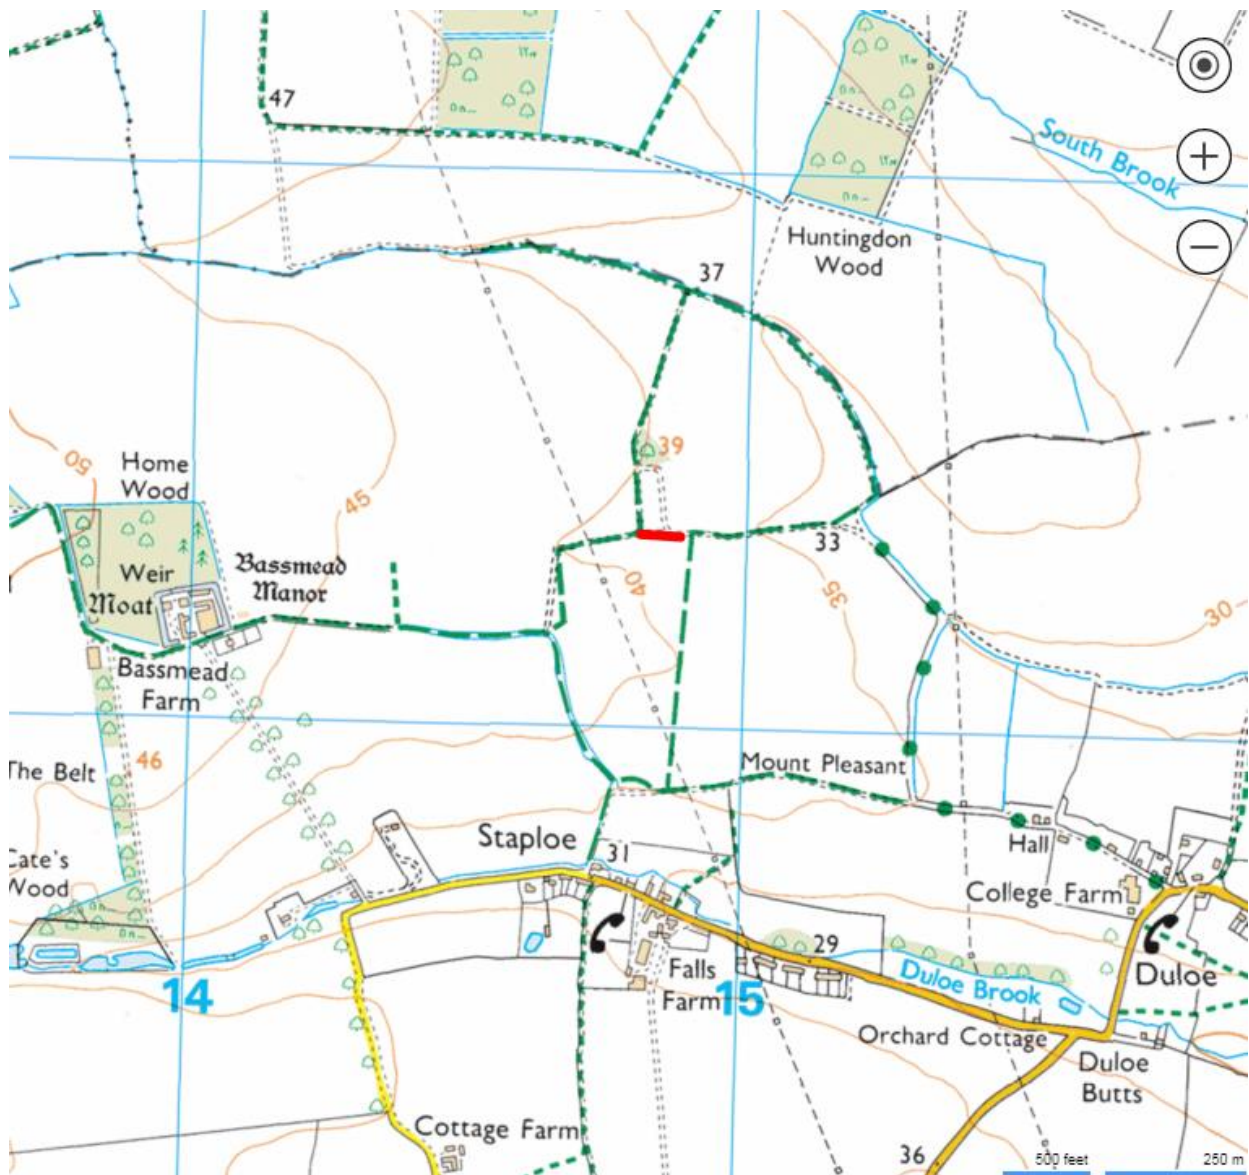 47
South Brook
Huntingdon
Wood
37
39
50
Home
Wood
45
33
Weir
Moat
Bassmead
Manor
40
35
30
Bassmead
Farm
The Belt
46
Mount Pleasant
Staploe
31
Hall
Cate's
Wood
College Farm
29
Falls
Farm
Duloe Brook
Duloe
14
15
Orchard Cottage
Duloe
Butts
Cottage Farm
36
500 feet
250 m